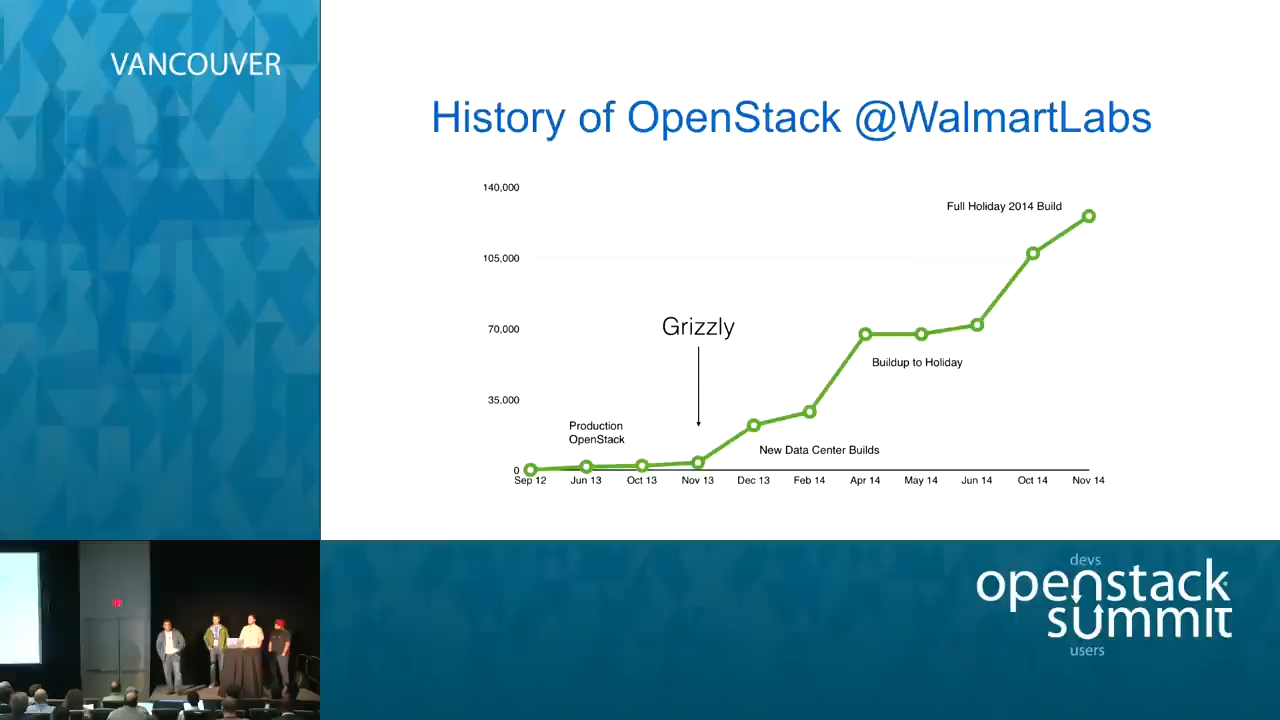 VANCOUVER
History of OpenStack @WalmartLabs
140,000
Full Holiday 2014 Build
105,000
Grizzly
70,000
Buildup to Holiday
35,000
Production
OpenStack
New Data Center Builds
0
Sep 12 Jun 13 Oct 13 Nov 13 Dec 13 Feb 14 Apr 14 May 14 Jun 14 Oct 14 Nov 14
devs
openstack
summit
users